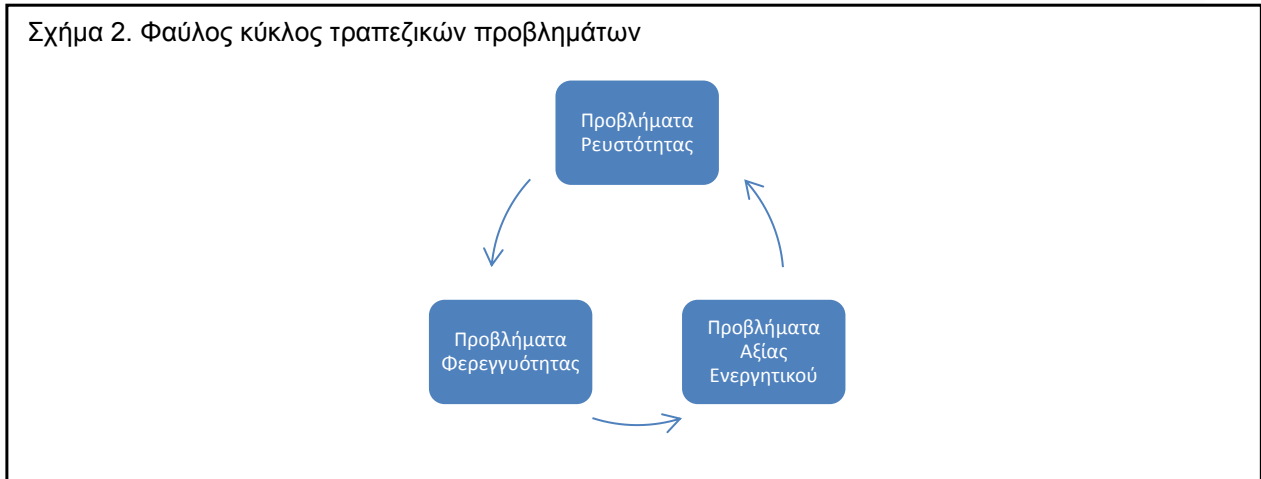 Σχήμα 2. Φαύλος κύκλος τραπεζικών προβλημάτων
Προβλήματα
Ρευστότητας
Προβλήματα
Φερεγγυότητας
Προβλήματα
Αξίας
Ενεργητικού